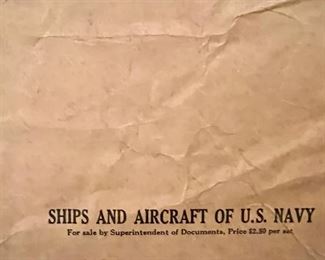 SHIPS AND AIRCRAFT OF U.S. NAVY
For sale by Superintendent of Documents, Price $2.50 per set